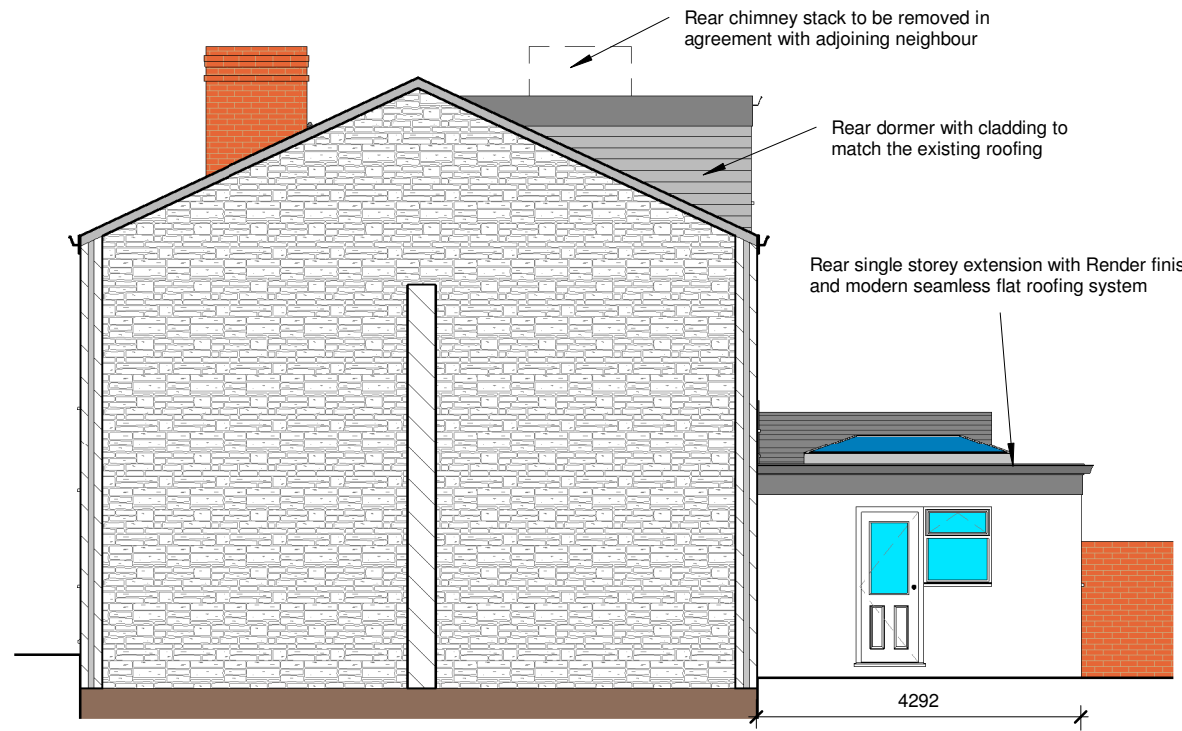 Rear chimney stack to be removed in
agreement with adjoining neighbour
Rear dormer with cladding to
match the existing roofing
Rear single storey extension with Render finis
and modern seamless flat roofing system
4292